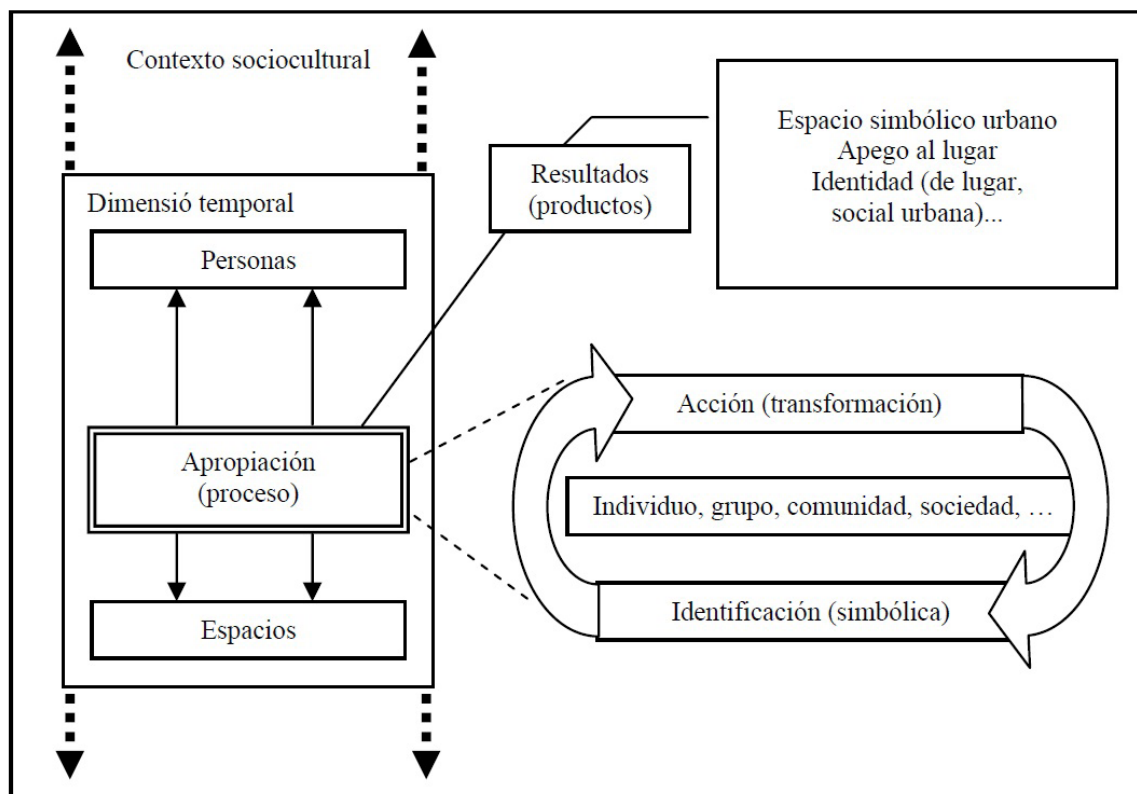 Contexto sociocultural
Dimensió temporal
Personas
Apropiación
(proceso)
Espacios
Resultados
(productos)
Espacio simbólico urbano
Apego al lugar
Identidad (de lugar,
social urbana)...
Acción (transformación)
Individuo, grupo, comunidad, sociedad, …
Identificación (simbólica)